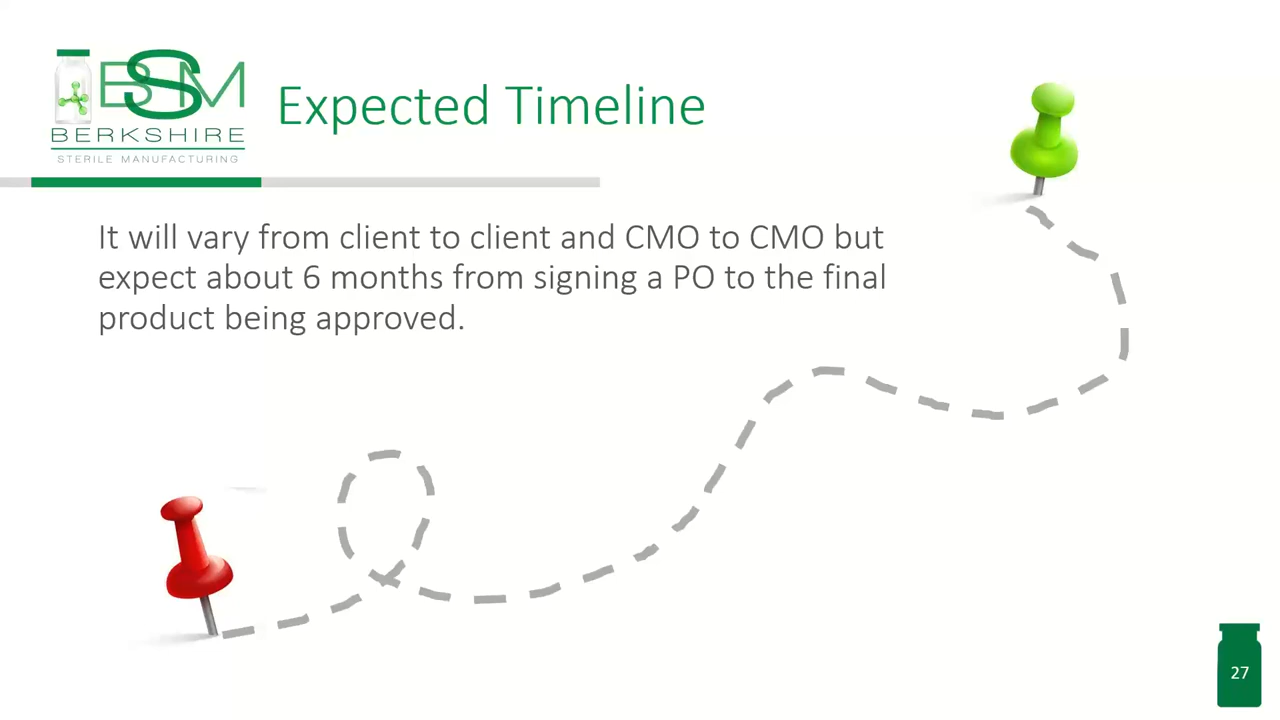 BSM
BERKSHIRE
STERILE MANUFACTURING
Expected Timeline
It will vary from client to client and CMO to CMO but
expect about 6 months from signing a PO to the final
product being approved.
27